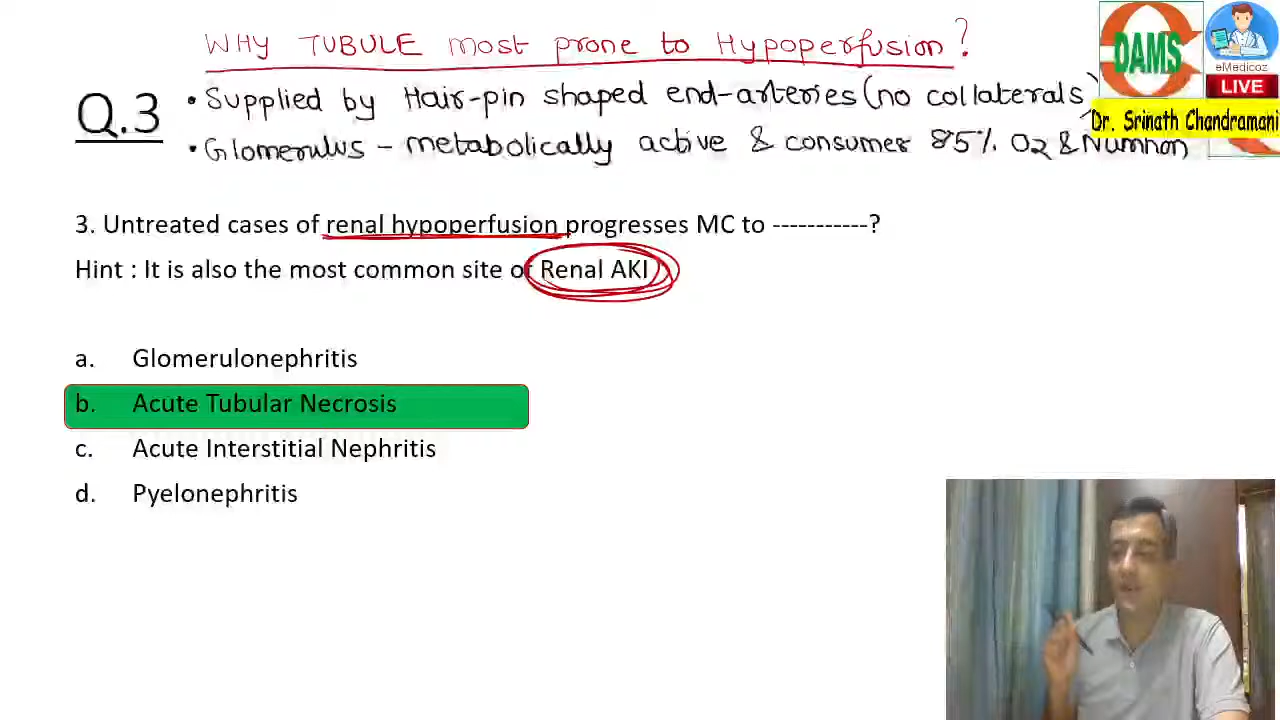 WHY TUBULE most prone to Hypoperfusion?
DAMS
eMedicoz
LIVE
Q.3
• Supplied by Hair-pin shaped end-arteries (no collaterals)
Dr. Srinath Chandramani
• Glomerulus - metabolically active & consumes 85% O2 &
3. Untreated cases of renal hypoperfusion progresses MC to -----------?
Hint : It is also the most common site of Renal AKI
a. Glomerulonephritis
b. Acute Tubular Necrosis
c. Acute Interstitial Nephritis
d. Pyelonephritis